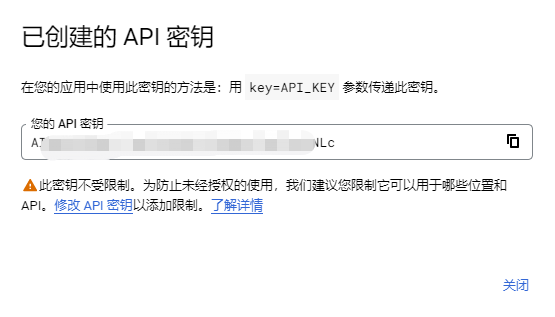 已创建的 API 密钥
在您的应用中使用此密钥的方法是：用 key=API_KEY 参数传递此密钥。
您的 API 密钥
NLc
此密钥不受限制。为防止未经授权的使用，我们建议您限制它可以用于哪些位置和
API。修改 API 密钥以添加限制。了解详情
关闭